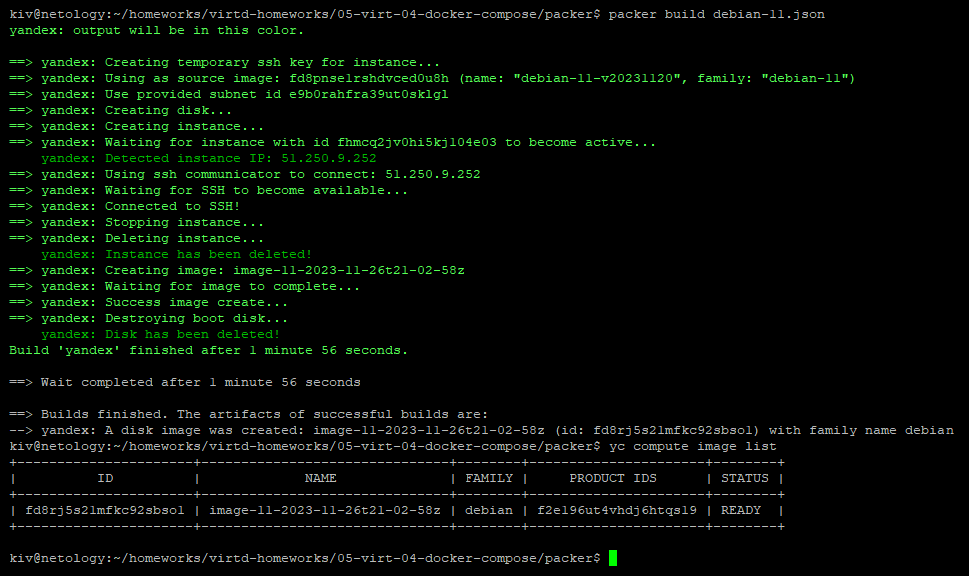 kiv@netology:~/homeworks/virtd-homeworks/05-virt-04-docker-compose/packer$ packer build debian-11.json
yandex: output will be in this color.
==> yandex: Creating temporary ssh key for instance...
==> yandex: Using as source image: fd8pnse1rshdvced0u8h (name: "debian-11-v20231120", family: "debian-11")
==> yandex: Use provided subnet id e9b0rahfra39ut0sklgl
==> yandex: Creating disk...
==> yandex: Creating instance...
==> yandex: Waiting for instance with id fhmcq2jv0hi5kj104e03 to become active...
    yandex: Detected instance IP: 51.250.9.252
==> yandex: Using ssh communicator to connect: 51.250.9.252
==> yandex: Waiting for SSH to become available...
==> yandex: Connected to SSH!
==> yandex: Stopping instance...
==> yandex: Deleting instance...
    yandex: Instance has been deleted!
==> yandex: Creating image: image-11-2023-11-26t21-02-58z
==> yandex: Waiting for image to complete...
==> yandex: Success image create...
==> yandex: Destroying boot disk...
    yandex: Disk has been deleted!
Build 'yandex' finished after 1 minute 56 seconds.
==> Wait completed after 1 minute 56 seconds
==> Builds finished. The artifacts of successful builds are:
--> yandex: A disk image was created: image-11-2023-11-26t21-02-58z (id: fd8rj5s21mfkc92sbso1) with family name debian
kiv@netology:~/homeworks/virtd-homeworks/05-virt-04-docker-compose/packer$ yc compute image list
+----------------------+-------------------------------+--------+----------------------+--------+
|          ID          |             NAME              | FAMILY |     PRODUCT IDS      | STATUS |
+----------------------+-------------------------------+--------+----------------------+--------+
| fd8rj5s21mfkc92sbso1 | image-11-2023-11-26t21-02-58z | debian | f2e196ut4vhdj6htqs19 | READY  |
+----------------------+-------------------------------+--------+----------------------+--------+
kiv@netology:~/homeworks/virtd-homeworks/05-virt-04-docker-compose/packer$